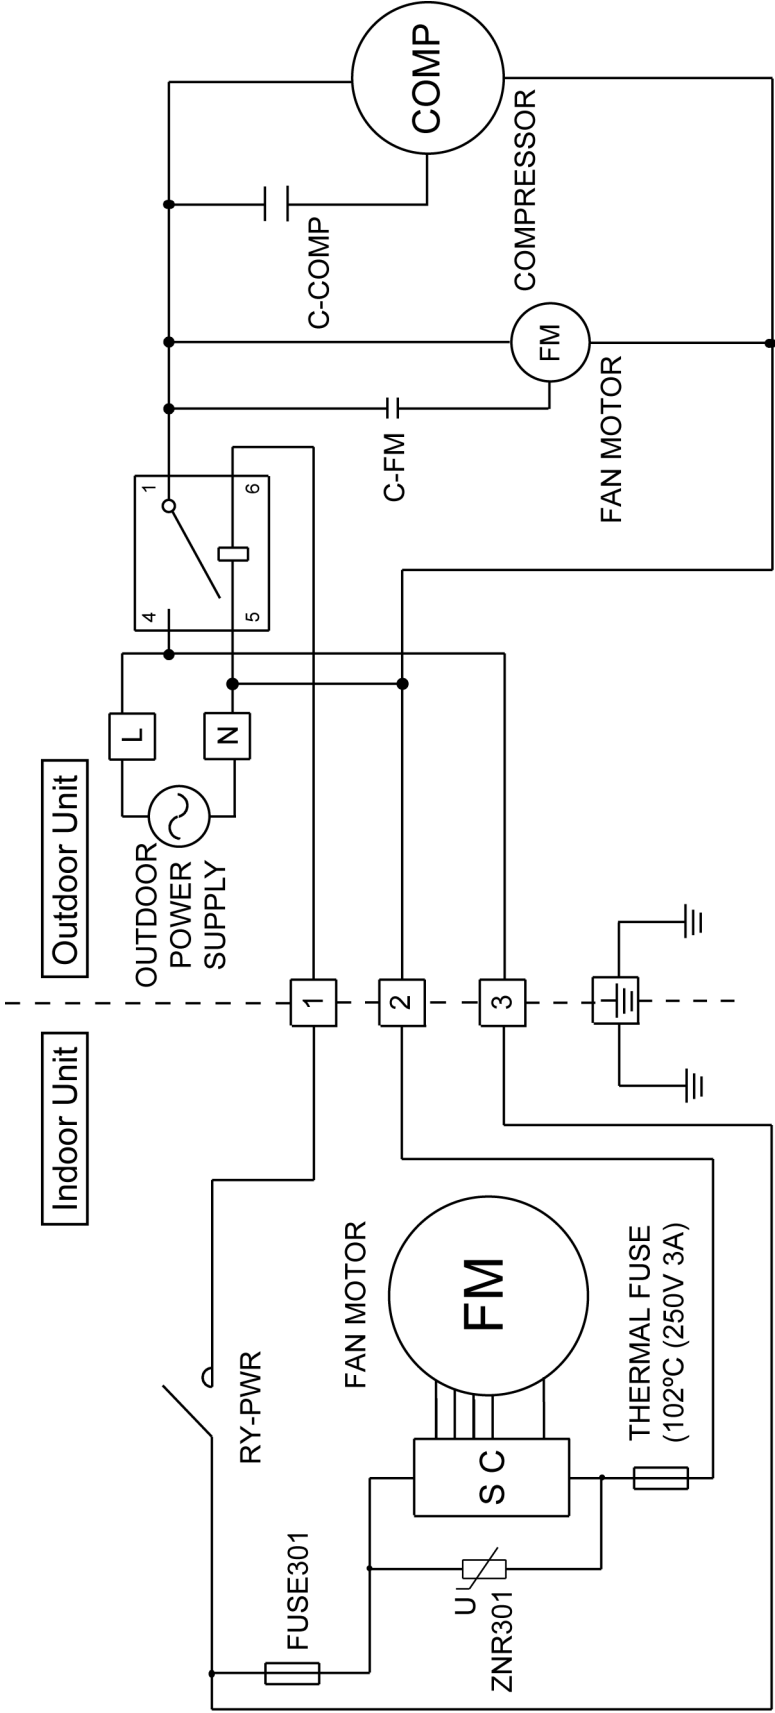 Indoor Unit
Outdoor Unit
OUTDOOR
POWER
SUPPLY
L
N
4
1
5
6
RY-PWR
1
FUSE301
FAN MOTOR
FM
S C
2
3
U
ZNR301
THERMAL FUSE
(102ºC (250V 3A)
C-COMP
COMP
COMPRESSOR
C-FM
FM
FAN MOTOR